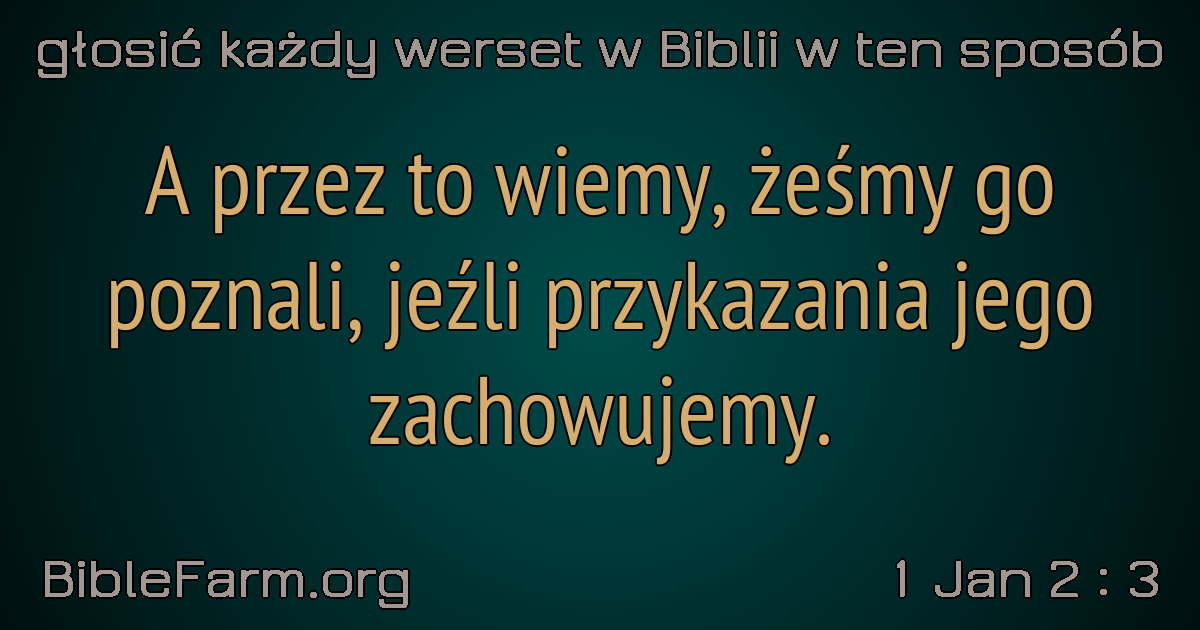 głosić każdy werset w Biblii w ten sposób
A przez to wiemy, żeśmy go
poznali, jeźli przykazania jego
zachowujemy.
BibleFarm.org
1 Jan 2 : 3